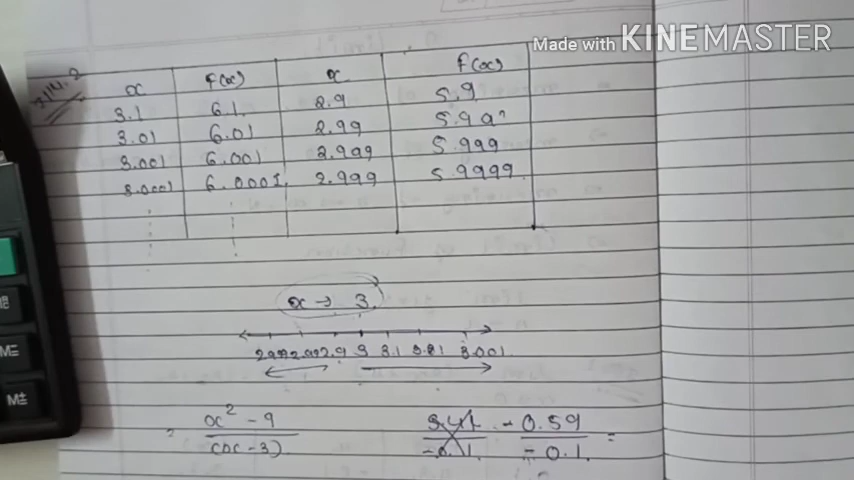 Made with KINEMASTER
x f(x) x f(x)
3.1 6.1. 2.9 5.9
3.01 6.01 2.99 5.99
3.001 6.001 2.999 5.999
3.0001 6.0001. 2.999 5.9999
x → 3
2.9 3 3.1 3.001
= x² - 9 / (x - 3)
- 0.59 / - 0.1. =
M=
M±